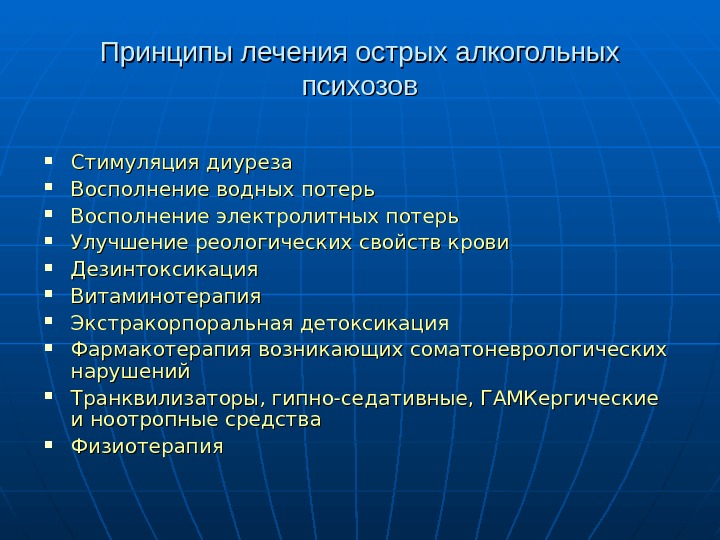 Принципы лечения острых алкогольных
психозов
Стимуляция диуреза
Восполнение водных потерь
Восполнение электролитных потерь
Улучшение реологических свойств крови
Дезинтоксикация
Витаминотерапия
Экстракорпоральная детоксикация
Фармакотерапия возникающих соматоневрологических
нарушений
Транквилизаторы, гипно-седативные, ГАМКергические
и ноотропные средства
Физиотерапия